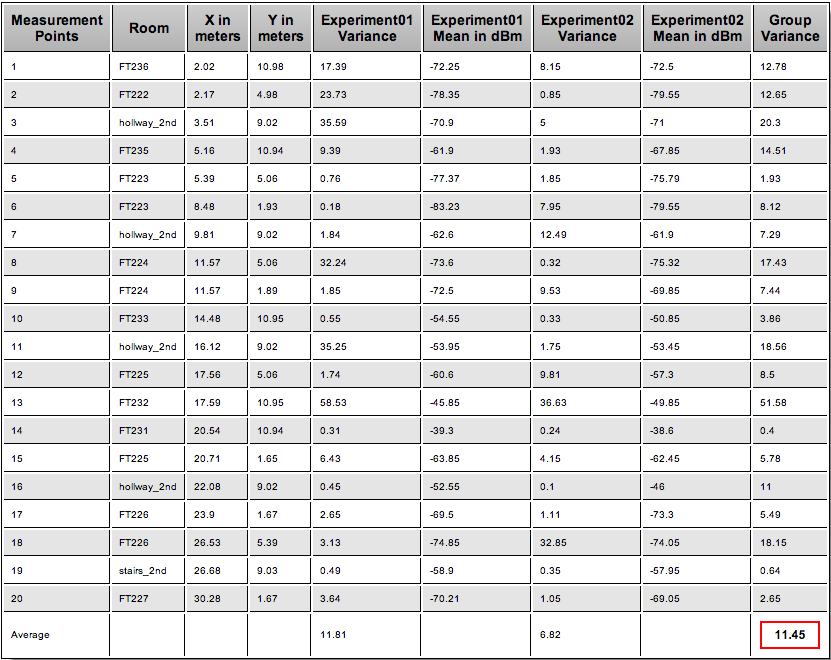 Measurement Points Room X in meters Y in meters Experiment01 Variance Experiment01 Mean in dBm Experiment02 Variance Experiment02 Mean in dBm Group Variance
1 FT236 2.02 10.98 17.39 -72.25 8.15 -72.5 12.78
2 FT222 2.17 4.98 23.73 -78.35 0.85 -79.55 12.65
3 hollway_2nd 3.51 9.02 35.59 -70.9 5 -71 20.3
4 FT235 5.16 10.94 9.39 -61.9 1.93 -67.85 14.51
5 FT223 5.39 5.06 0.76 -77.37 1.85 -75.79 1.93
6 FT223 8.48 1.93 0.18 -83.23 7.95 -79.55 8.12
7 hollway_2nd 9.81 9.02 1.84 -62.6 12.49 -61.9 7.29
8 FT224 11.57 5.06 32.24 -73.6 0.32 -75.32 17.43
9 FT224 11.57 1.89 1.85 -72.5 9.53 -69.85 7.44
10 FT233 14.48 10.95 0.55 -54.55 0.33 -50.85 3.86
11 hollway_2nd 16.12 9.02 35.25 -53.95 1.75 -53.45 18.56
12 FT225 17.56 5.06 1.74 -60.6 9.81 -57.3 8.5
13 FT232 17.59 10.95 58.53 -45.85 36.63 -49.85 51.58
14 FT231 20.54 10.94 0.31 -39.3 0.24 -38.6 0.4
15 FT225 20.71 1.65 6.43 -63.85 4.15 -62.45 5.78
16 hollway_2nd 22.08 9.02 0.45 -52.55 0.1 -46 11
17 FT226 23.9 1.67 2.65 -69.5 1.11 -73.3 5.49
18 FT226 26.53 5.39 3.13 -74.85 32.85 -74.05 18.15
19 stairs_2nd 26.68 9.03 0.49 -58.9 0.35 -57.95 0.64
20 FT227 30.28 1.67 3.64 -70.21 1.05 -69.05 2.65
Average 11.81 6.82 11.45